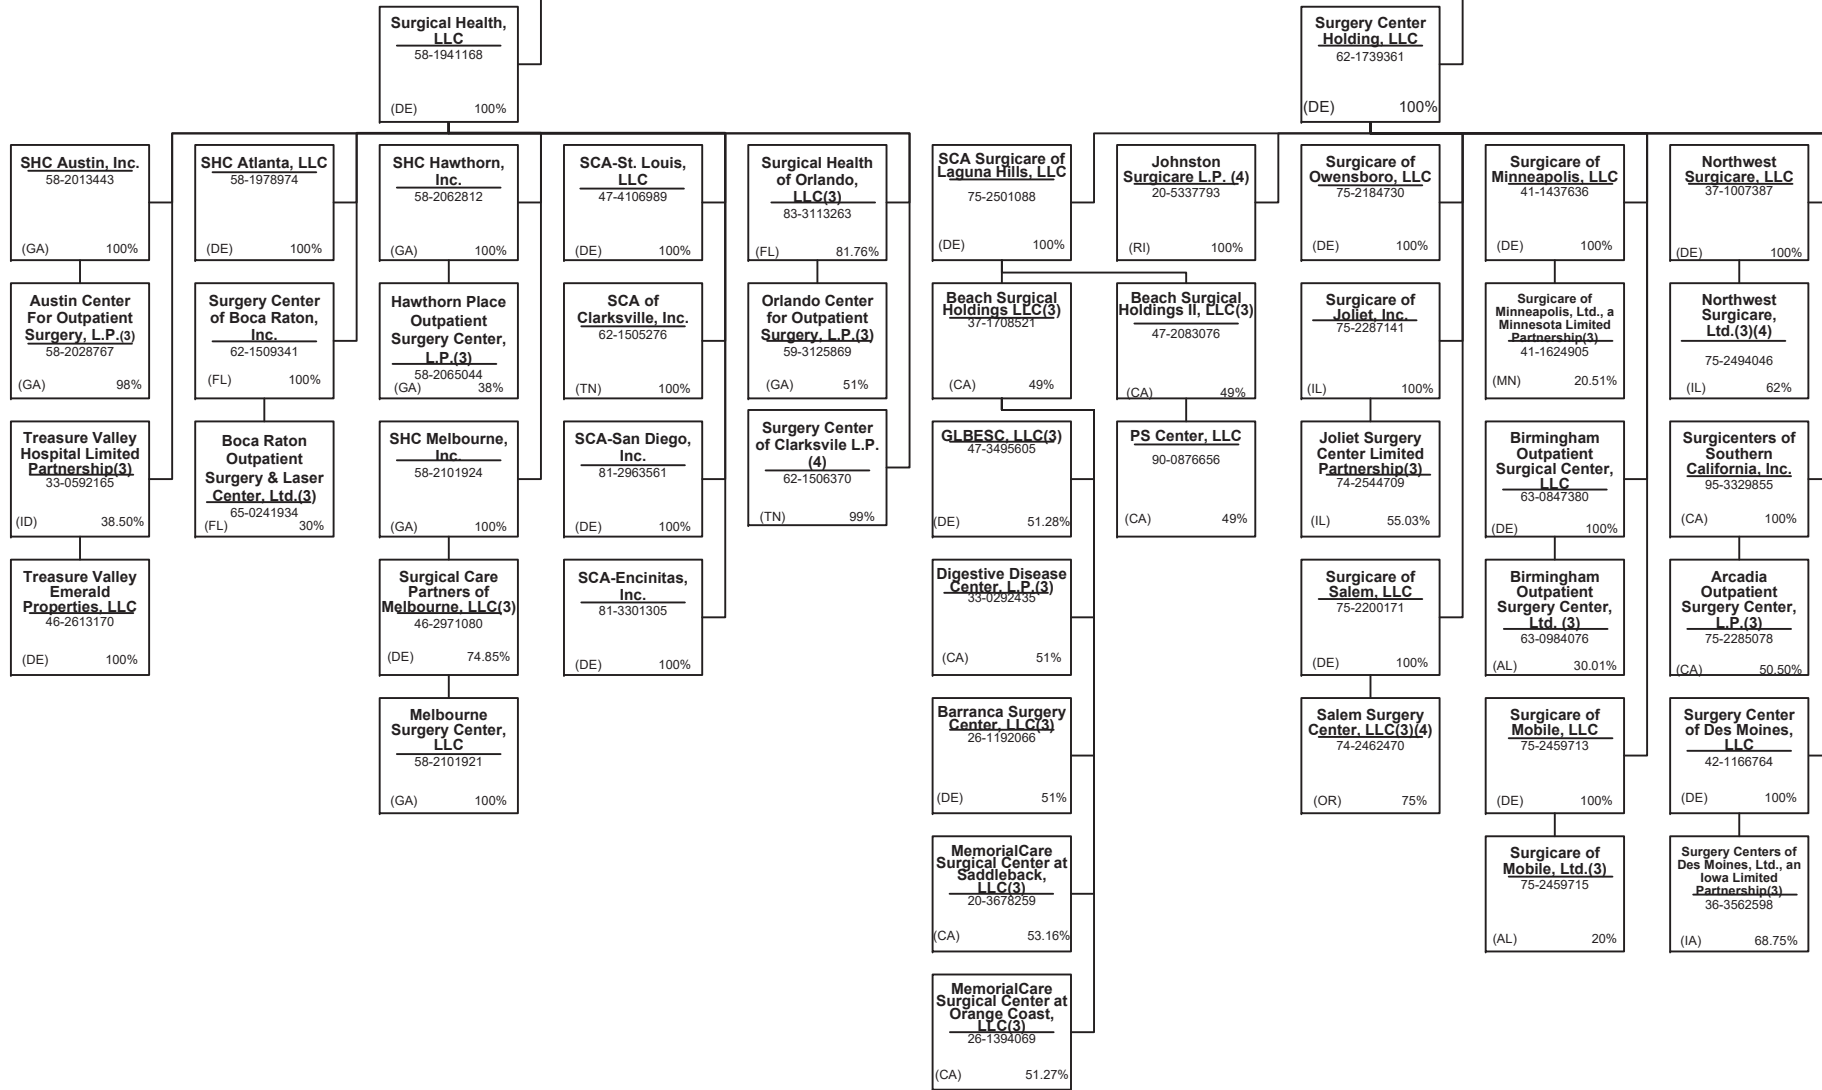 Surgical Health,
LLC
58-1941168
(DE) 100%
Surgery Center
Holding, LLC
62-1739361
(DE) 100%
SHC Austin, Inc.
58-2013443
(GA) 100%
SHC Atlanta, LLC
58-1978974
(DE) 100%
SHC Hawthorn,
Inc.
58-2062812
(GA) 100%
SCA-St. Louis,
LLC
47-4106989
(DE) 100%
Surgical Health
of Orlando,
LLC(3)
83-3113263
(FL) 81.76%
SCA Surgicare of
Laguna Hills, LLC
75-2501088
(DE) 100%
Johnston
Surgicare L.P. (4)
20-5337793
(RI) 100%
Surgicare of
Owensboro, LLC
75-2184730
(DE) 100%
Surgicare of
Minneapolis, LLC
41-1437636
(DE) 100%
Northwest
Surgicare, LLC
37-1007387
(DE) 100%
Austin Center
For Outpatient
Surgery, L.P.(3)
58-2028767
(GA) 98%
Surgery Center
of Boca Raton,
Inc.
62-1509341
(FL) 100%
Hawthorn Place
Outpatient
Surgery Center,
L.P.(3)
58-2065044
(GA) 38%
SCA of
Clarksville, Inc.
62-1505276
(TN) 100%
Orlando Center
for Outpatient
Surgery, L.P.(3)
59-3125869
(GA) 51%
Beach Surgical
Holdings LLC(3)
37-1708521
(CA) 49%
Beach Surgical
Holdings II, LLC(3)
47-2083076
(CA) 49%
Surgicare of
Joliet, Inc.
75-2287141
(IL) 100%
Surgicare of
Minneapolis, Ltd., a
Minnesota Limited
Partnership(3)
41-1624905
(MN) 20.51%
Northwest
Surgicare,
Ltd.(3)(4)
75-2494046
(IL) 62%
Treasure Valley
Hospital Limited
Partnership(3)
33-0592165
(ID) 38.50%
Boca Raton
Outpatient
Surgery & Laser
Center, Ltd.(3)
65-0241934
(FL) 30%
SHC Melbourne,
Inc.
58-2101924
(GA) 100%
SCA-San Diego,
Inc.
81-2963561
(DE) 100%
Surgery Center
of Clarksvile L.P.
(4)
62-1506370
(TN) 99%
GLBESC, LLC(3)
47-3495605
(DE) 51.28%
PS Center, LLC
90-0876656
(CA) 49%
Joliet Surgery
Center Limited
Partnership(3)
74-2544709
(IL) 55.03%
Birmingham
Outpatient
Surgical Center,
LLC
63-0847380
(DE) 100%
Surgicenters of
Southern
California, Inc.
95-3329855
(CA) 100%
Treasure Valley
Emerald
Properties, LLC
46-2613170
(DE) 100%
Surgical Care
Partners of
Melbourne, LLC(3)
46-2971080
(DE) 74.85%
SCA-Encinitas,
Inc.
81-3301305
(DE) 100%
Digestive Disease
Center, L.P.(3)
33-0292435
(CA) 51%
Surgicare of
Salem, LLC
75-2200171
(DE) 100%
Birmingham
Outpatient
Surgery Center,
Ltd. (3)
63-0984076
(AL) 30.01%
Arcadia
Outpatient
Surgery Center,
L.P.(3)
75-2285078
(CA) 50.50%
Melbourne
Surgery Center,
LLC
58-2101921
(GA) 100%
Barranca Surgery
Center, LLC(3)
26-1192066
(DE) 51%
Salem Surgery
Center, LLC(3)(4)
74-2462470
(OR) 75%
Surgicare of
Mobile, LLC
75-2459713
(DE) 100%
Surgery Center
of Des Moines,
LLC
42-1166764
(DE) 100%
MemorialCare
Surgical Center at
Saddleback,
LLC(3)
20-3678259
(CA) 53.16%
Surgicare of
Mobile, Ltd.(3)
75-2459715
(AL) 20%
Surgery Centers of
Des Moines, Ltd., an
Iowa Limited
Partnership(3)
36-3562598
(IA) 68.75%
MemorialCare
Surgical Center at
Orange Coast,
LLC(3)
26-1394069
(CA) 51.27%